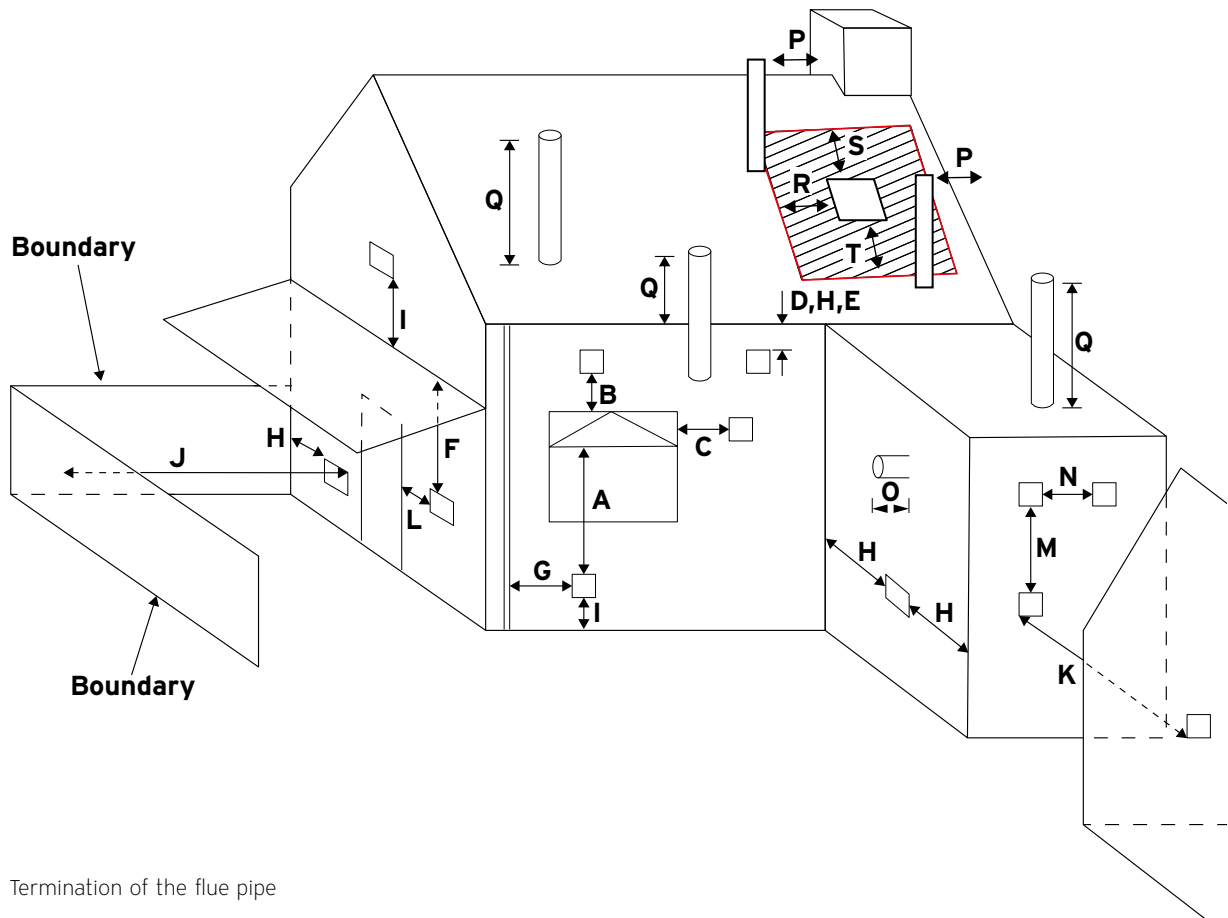 P
S
P
R
Q
T
Boundary
Q
D,H,E
I
Q
B
H
F
C
J
N
A
O
L
M
G
H
H
I
K
Boundary
Termination of the flue pipe